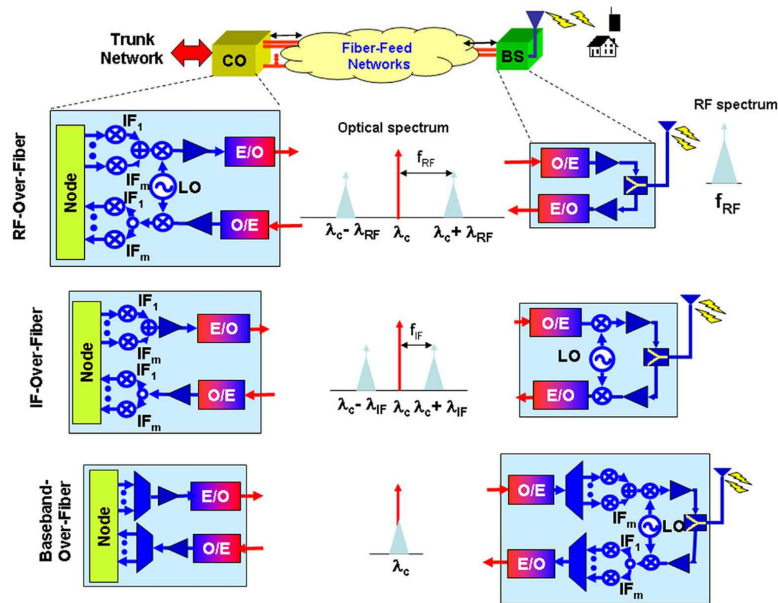 Trunk
Network
CO
Fiber-Feed
Networks
BS
RF-Over-Fiber
Node
IF1
IFm
LO
IF1
IFm
E/O
O/E
Optical spectrum
fRF
λc- λRF
λc
λc+ λRF
O/E
E/O
RF spectrum
fRF
IF-Over-Fiber
Node
IF1
IFm
IF1
IFm
E/O
O/E
fIF
λc- λIF
λc
λc+ λIF
O/E
LO
E/O
Baseband-
Over-Fiber
Node
E/O
O/E
λc
O/E
IFm
LO
IF1
E/O
IFm